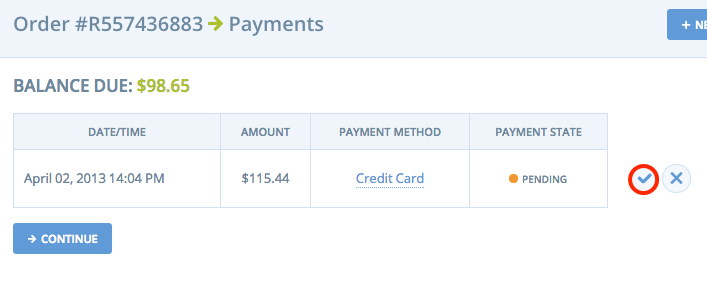 Order #R557436883 → Payments
+ NE
BALANCE DUE: $98.65
DATE/TIME AMOUNT PAYMENT METHOD PAYMENT STATE
April 02, 2013 14:04 PM $115.44 Credit Card PENDING
→ CONTINUE